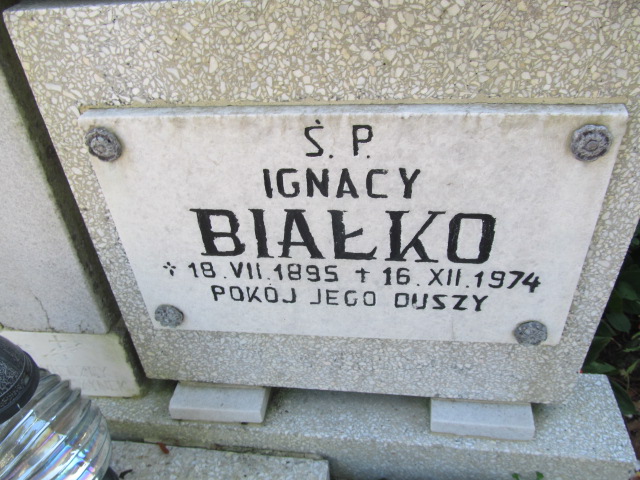 Ś. P.
IGNACY
BIAŁKO
* 18. VII. 1895 + 16. XII. 1974
POKÓJ JEGO DUSZY